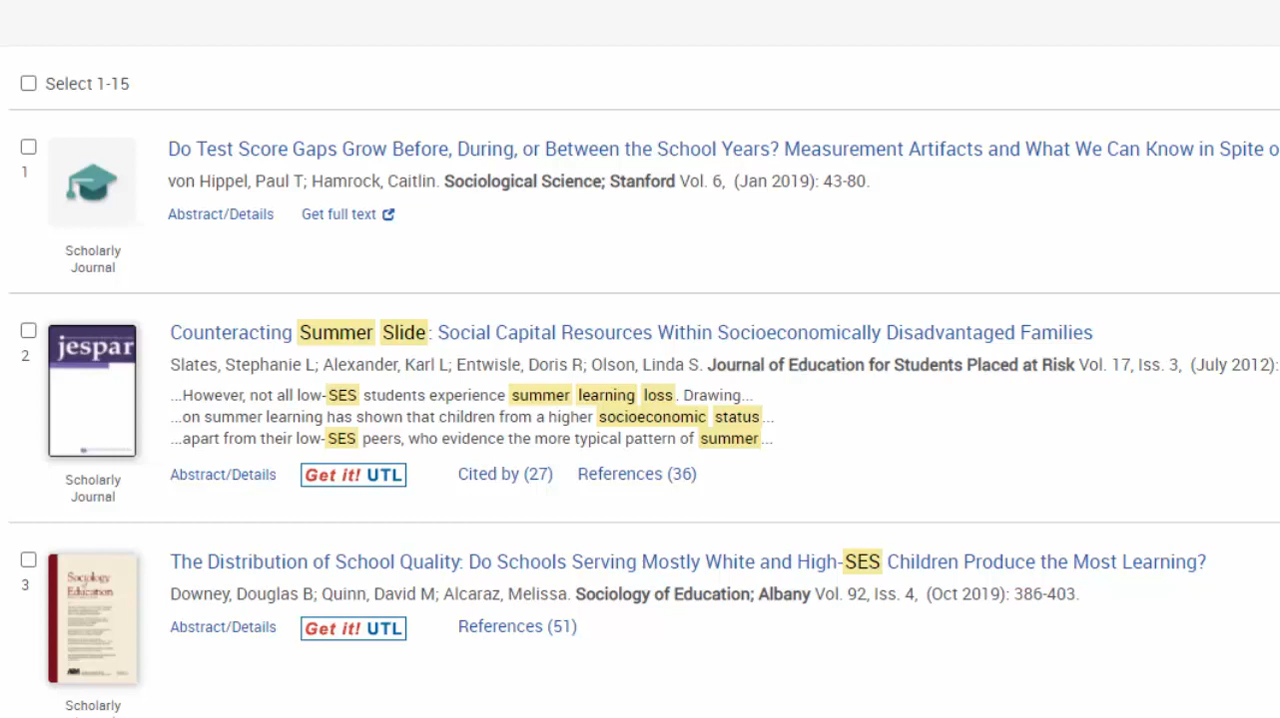 Select 1-15
Do Test Score Gaps Grow Before, During, or Between the School Years? Measurement Artifacts and What We Can Know in Spite o
1
von Hippel, Paul T; Hamrock, Caitlin. Sociological Science; Stanford Vol. 6, (Jan 2019): 43-80.
Abstract/Details Get full text
Scholarly
Journal
Counteracting Summer Slide: Social Capital Resources Within Socioeconomically Disadvantaged Families
2
jespar
Slates, Stephanie L; Alexander, Karl L; Entwisle, Doris R; Olson, Linda S. Journal of Education for Students Placed at Risk Vol. 17, Iss. 3, (July 2012):
...However, not all low-SES students experience summer learning loss. Drawing...
...on summer learning has shown that children from a higher socioeconomic status...
...apart from their low-SES peers, who evidence the more typical pattern of summer...
Abstract/Details Get it! UTL Cited by (27) References (36)
Scholarly
Journal
The Distribution of School Quality: Do Schools Serving Mostly White and High-SES Children Produce the Most Learning?
3
Sociology
of
Education
Downey, Douglas B; Quinn, David M; Alcaraz, Melissa. Sociology of Education; Albany Vol. 92, Iss. 4, (Oct 2019): 386-403.
Abstract/Details Get it! UTL References (51)
Scholarly